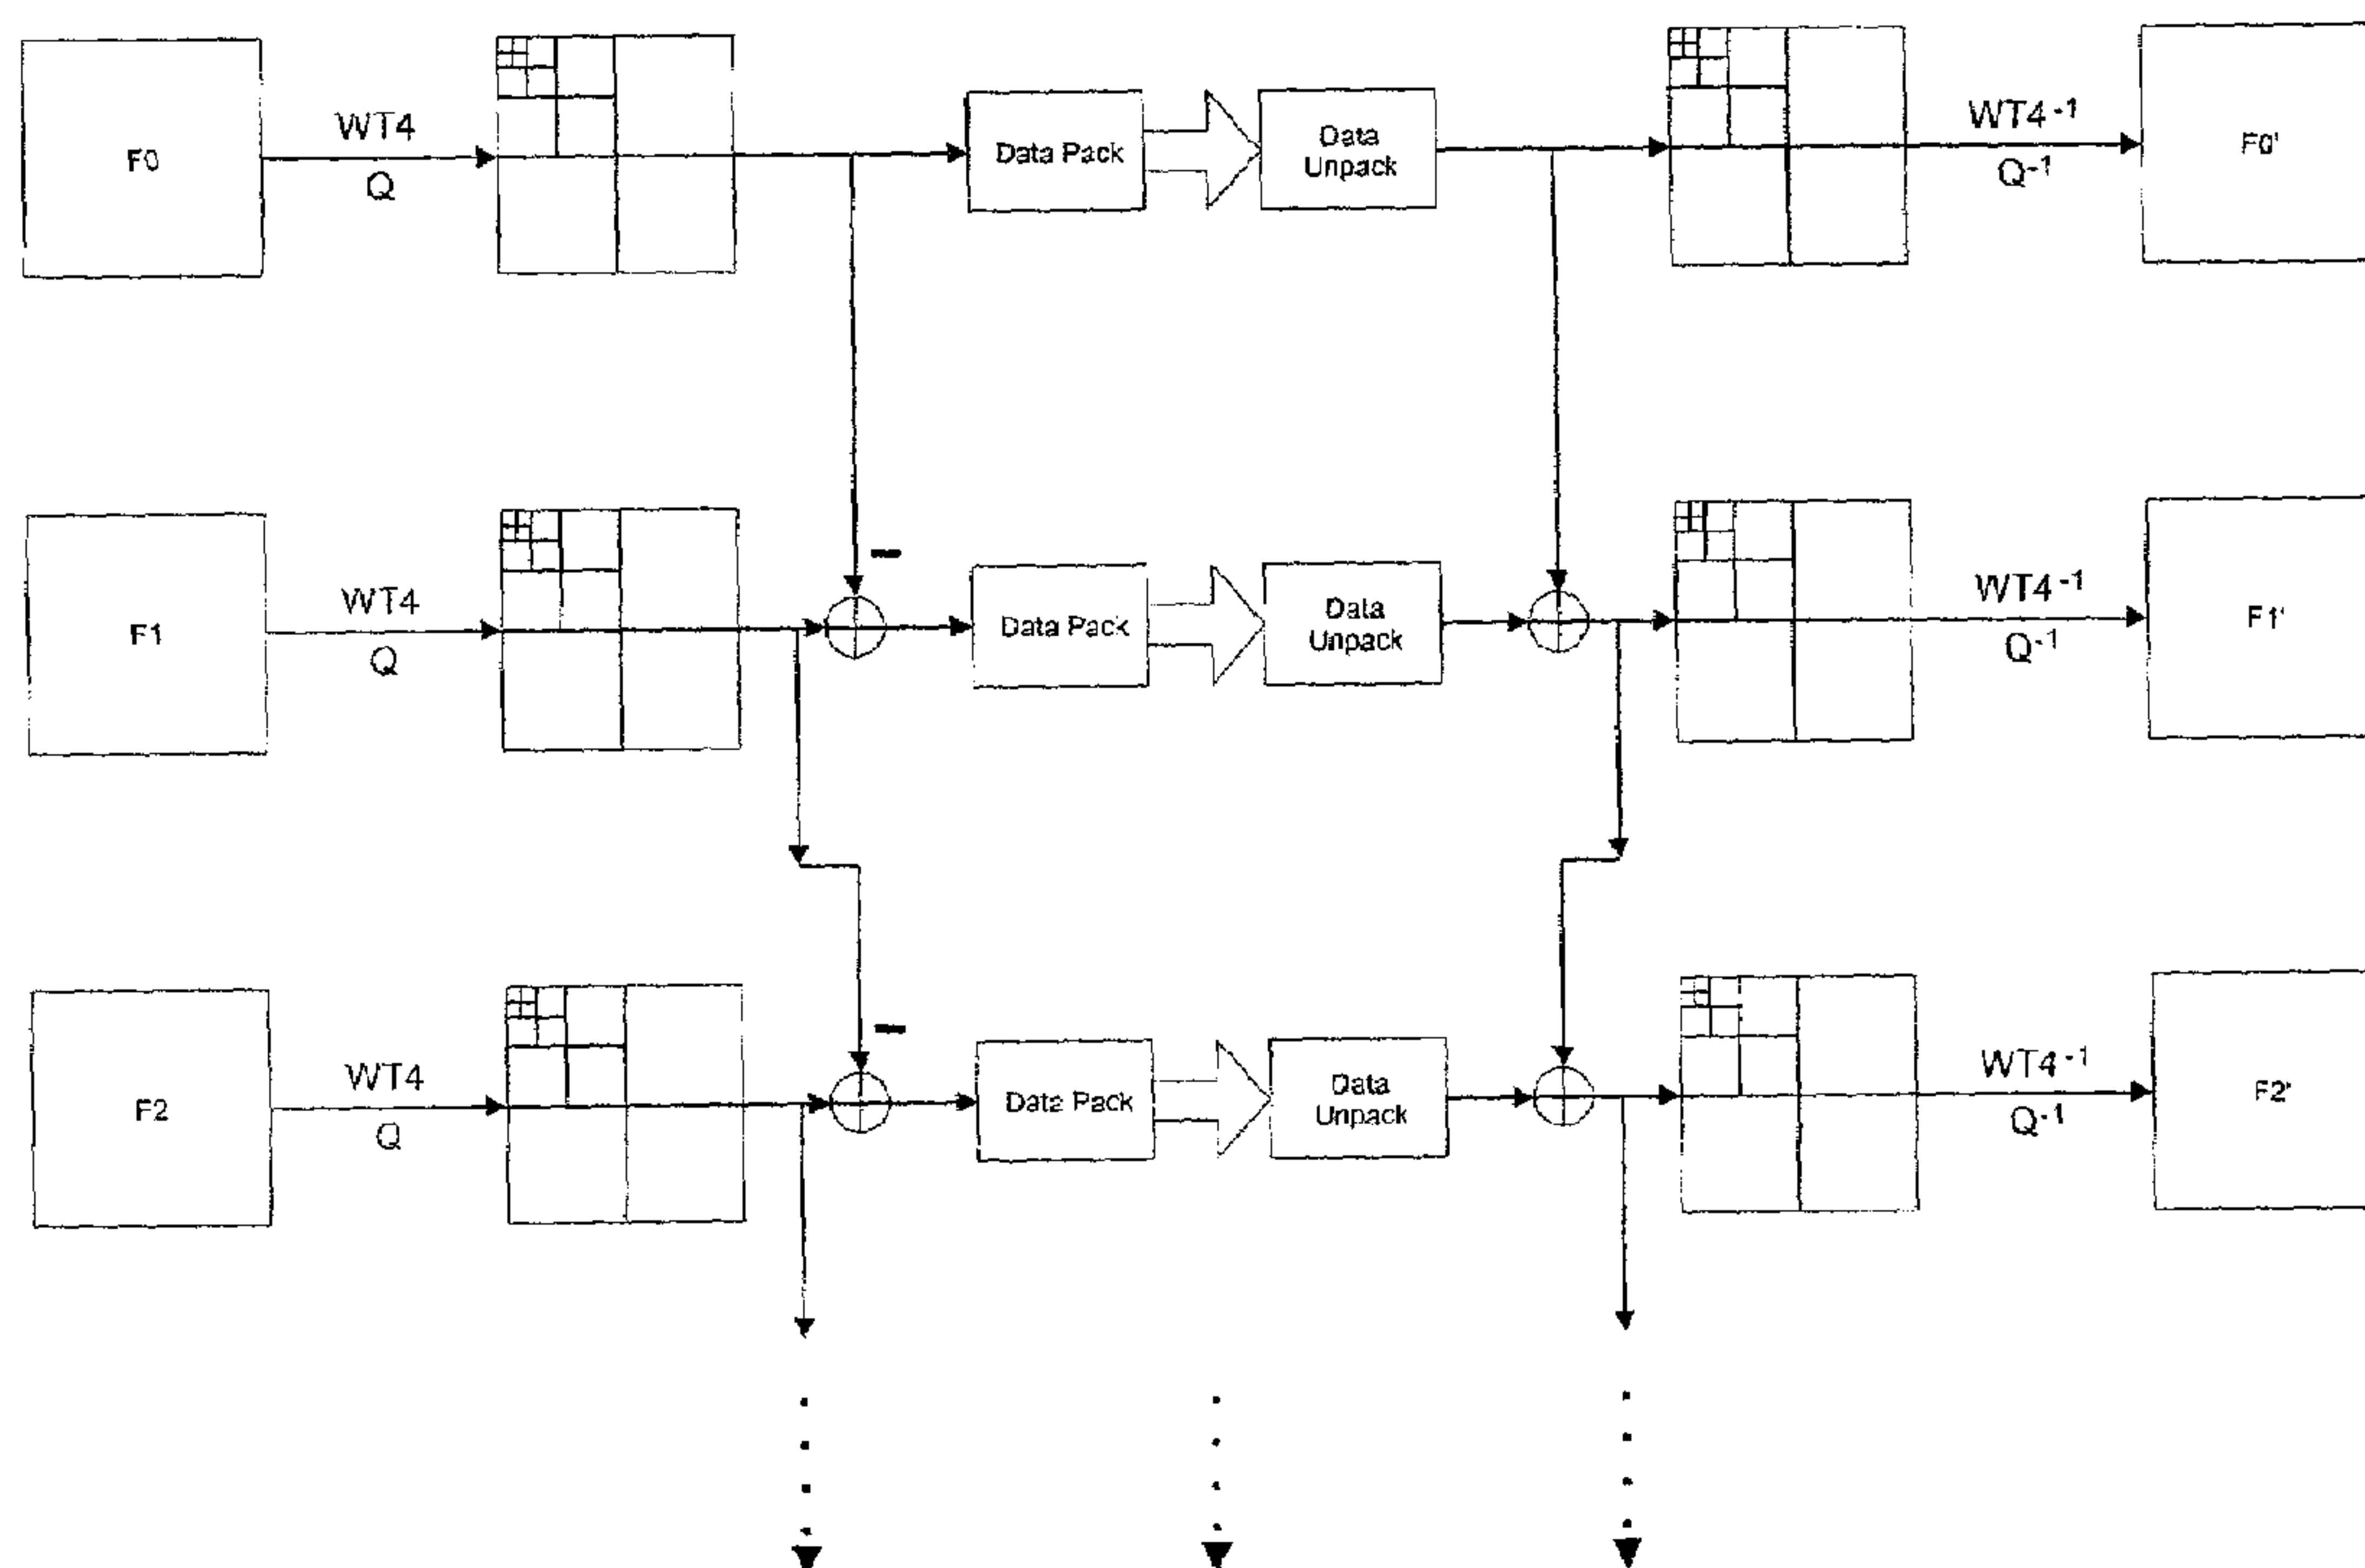 F0
WT4
Q
Data Pack
Data
Unpack
WT4⁻¹
Q⁻¹
F0'
F1
WT4
Q
−
Data Pack
Data
Unpack
WT4⁻¹
Q⁻¹
F1'
F2
WT4
Q
−
Data Pack
Data
Unpack
WT4⁻¹
Q⁻¹
F2'